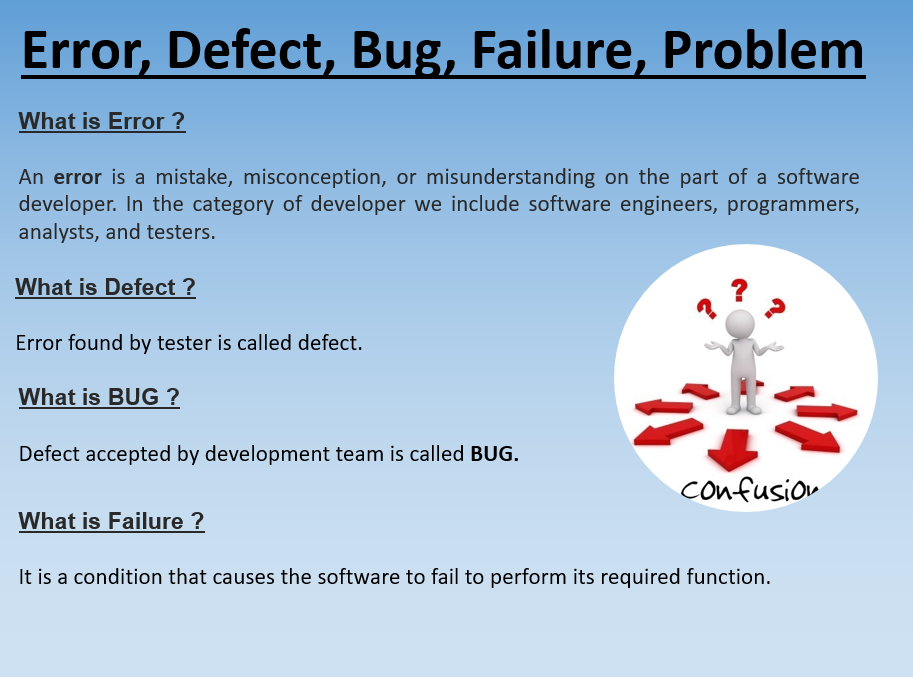 Error, Defect, Bug, Failure, Problem
What is Error ?
An error is a mistake, misconception, or misunderstanding on the part of a software
developer. In the category of developer we include software engineers, programmers,
analysts, and testers.
What is Defect ?
Error found by tester is called defect.
What is BUG ?
Defect accepted by development team is called BUG.
What is Failure ?
It is a condition that causes the software to fail to perform its required function.
? ? ?
confusion